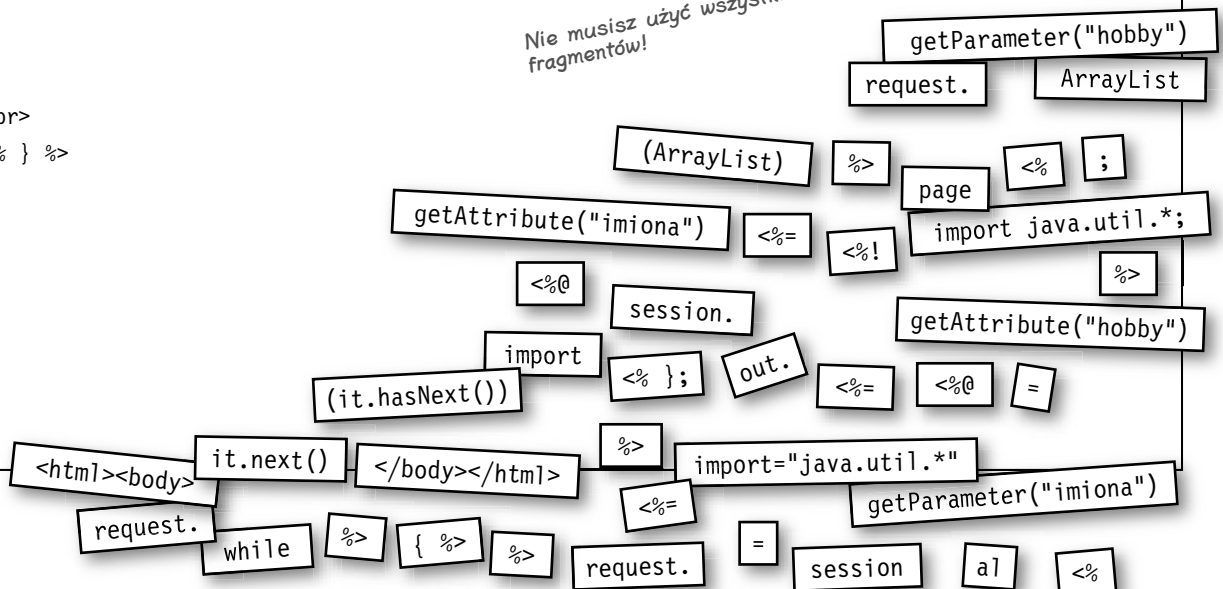 Nie musisz użyć
fragmentów!
getParameter("hobby")
request.
ArrayList
% } %>
(ArrayList)
%>
page
<%
;
getAttribute("imiona")
<%=
<%!
import java.util.*;
<%@
session.
%>
getAttribute("hobby")
import
<% };
out.
<%=
<%@
=
(it.hasNext())
%>
<html><body>
it.next()
</body></html>
import="java.util.*"
<%=
getParameter("imiona")
request.
while
%>
{ %>
%>
request.
=
session
al
<%